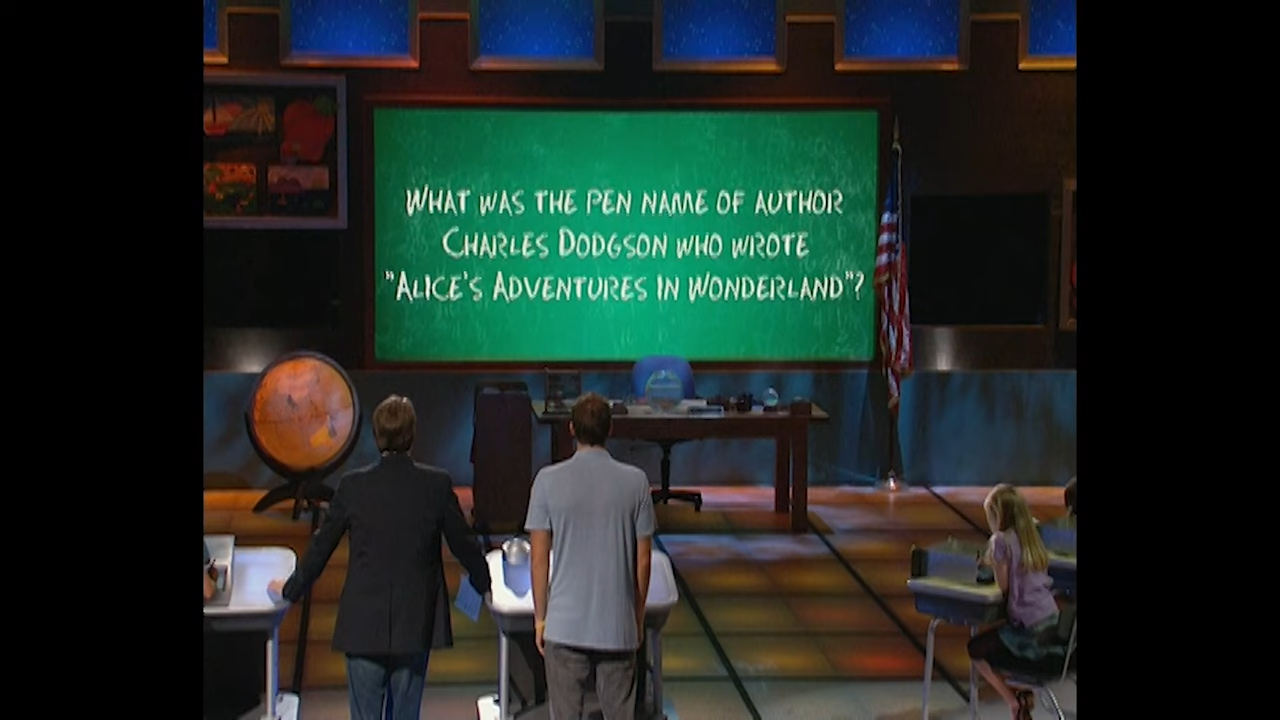 What was the pen name of author
Charles Dodgson who wrote
"Alice's Adventures in Wonderland"?